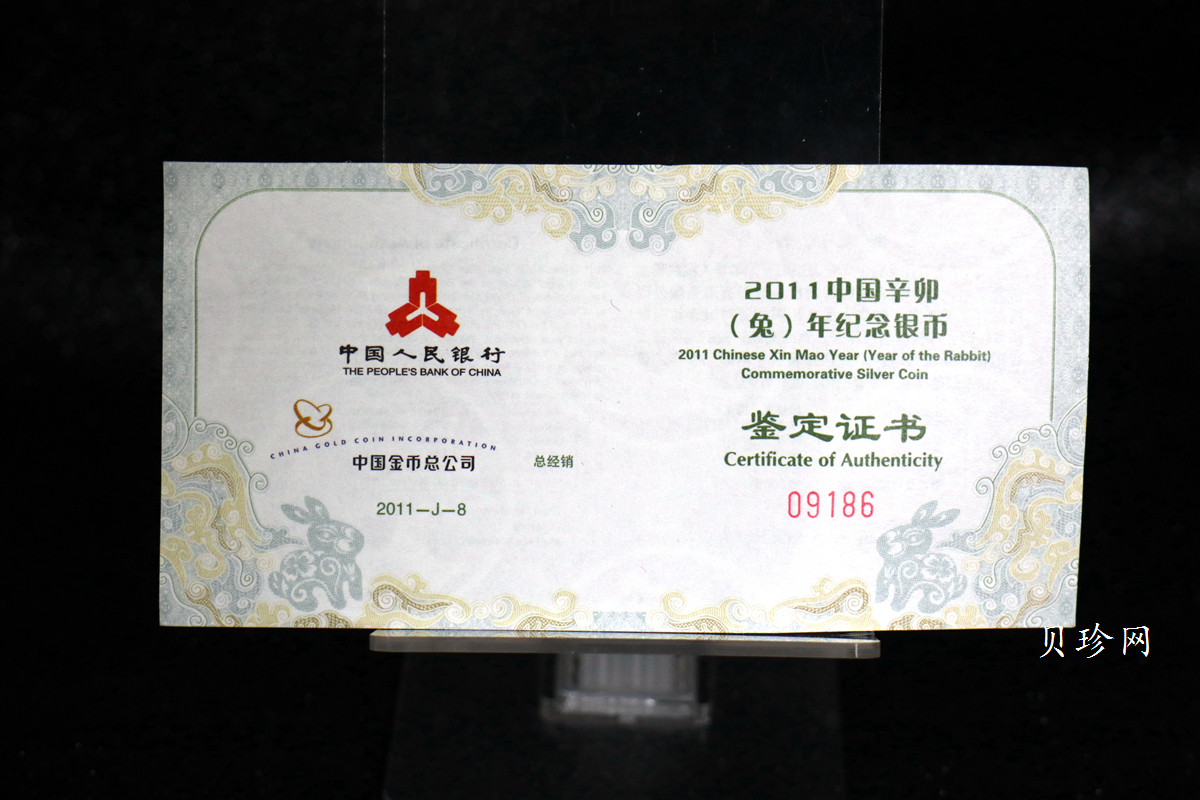 中国人民银行
THE PEOPLE'S BANK OF CHINA
CHINA GOLD COIN INCORPORATION
中国金币总公司
总经销
2011—J—8
2011中国辛卯
（兔）年纪念银币
2011 Chinese Xin Mao Year (Year of the Rabbit)
Commemorative Silver Coin
鉴定证书
Certificate of Authenticity
09186
贝珍网